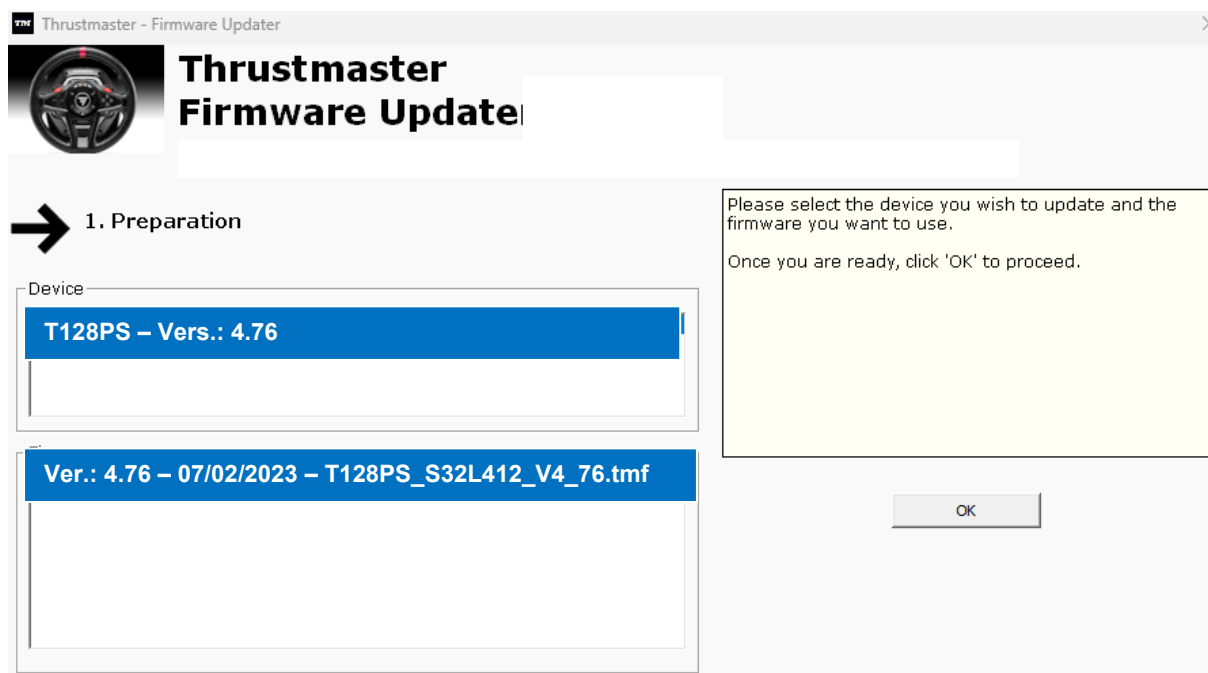 Thrustmaster - Firmware Updater
Thrustmaster
Firmware Update
1. Preparation
Please select the device you wish to update and the
firmware you want to use.
Once you are ready, click 'OK' to proceed.
Device
T128PS – Vers.: 4.76
Ver.: 4.76 – 07/02/2023 – T128PS_S32L412_V4_76.tmf
OK